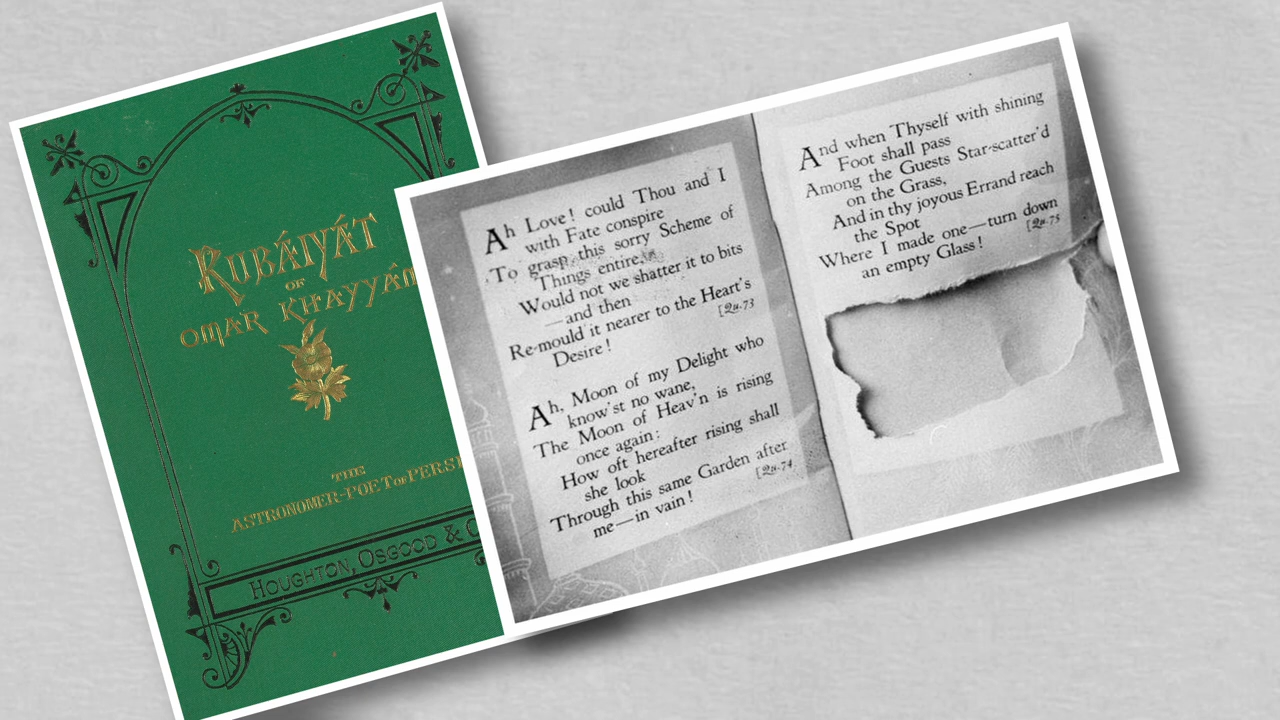 RUBÁIYÁT
OF
OMAR KHAYYÁM
THE
ASTRONOMER-POET OF PERSI
HOUGHTON, OSGOOD & C
Ah Love! could Thou and I
with Fate conspire
To grasp this sorry Scheme of
Things entire,
Would not we shatter it to bits
—and then
Re-mould it nearer to the Heart's
Desire! [Qu. 73
Ah, Moon of my Delight who
know'st no wane,
The Moon of Heav'n is rising
once again:
How oft hereafter rising shall
she look
Through this same Garden after
me—in vain! [Qu. 74
And when Thyself with shining
Foot shall pass
Among the Guests Star-scatter'd
on the Grass,
And in thy joyous Errand reach
the Spot
Where I made one—turn down
an empty Glass! [Qu. 75